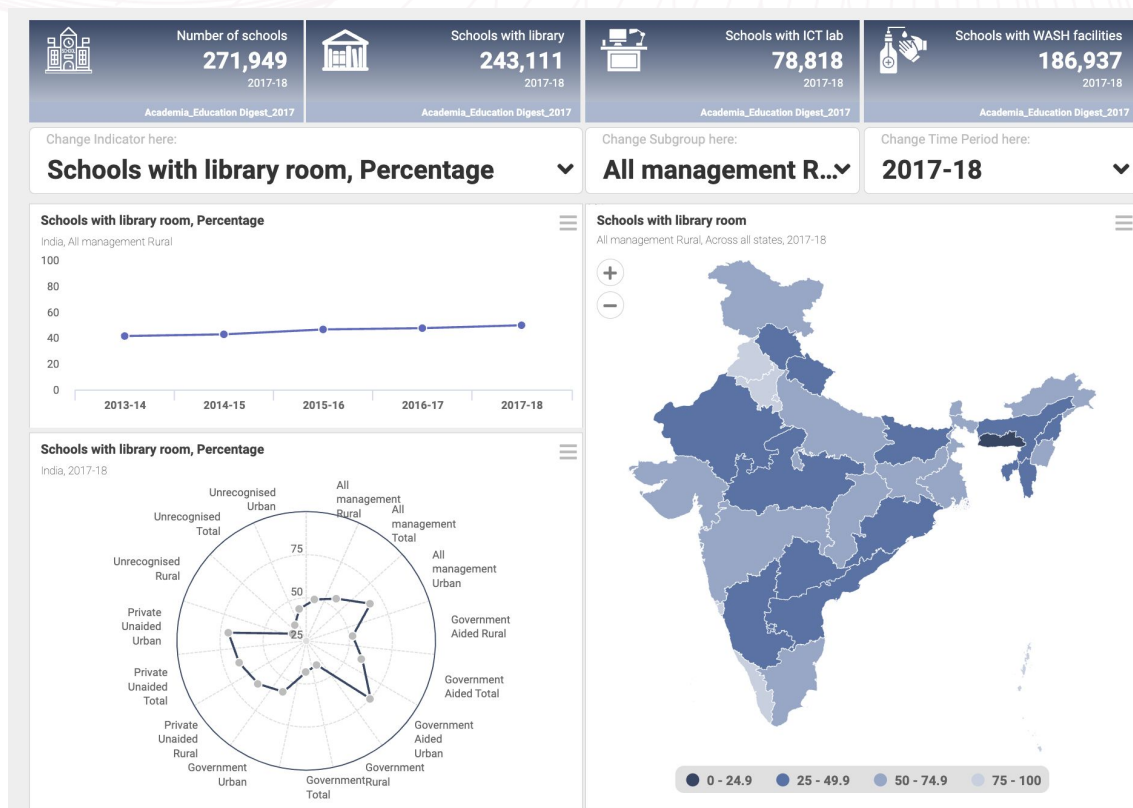 Number of schools
271,949
2017-18
Academia_Education Digest_2017
Schools with library
243,111
2017-18
Academia_Education Digest_2017
Schools with ICT lab
78,818
2017-18
Academia_Education Digest_2017
Schools with WASH facilities
186,937
2017-18
Academia_Education Digest_2017
Change Indicator here:
Schools with library room, Percentage
Change Subgroup here:
All management R...
Change Time Period here:
2017-18
Schools with library room, Percentage
India, All management Rural
100
80
60
40
20
0
2013-14 2014-15 2015-16 2016-17 2017-18
Schools with library room, Percentage
India, 2017-18
All
management
Rural
All
management
Total
All
management
Urban
Government
Aided Rural
Government
Aided Total
Government
Aided
Urban
Government
Rural
Government
Total
Government
Urban
Private
Unaided
Rural
Private
Unaided
Total
Private
Unaided
Urban
Unrecognised
Rural
Unrecognised
Total
Unrecognised
Urban
75
50
25
Schools with library room
All management Rural, Across all states, 2017-18
0 - 24.9 25 - 49.9 50 - 74.9 75 - 100